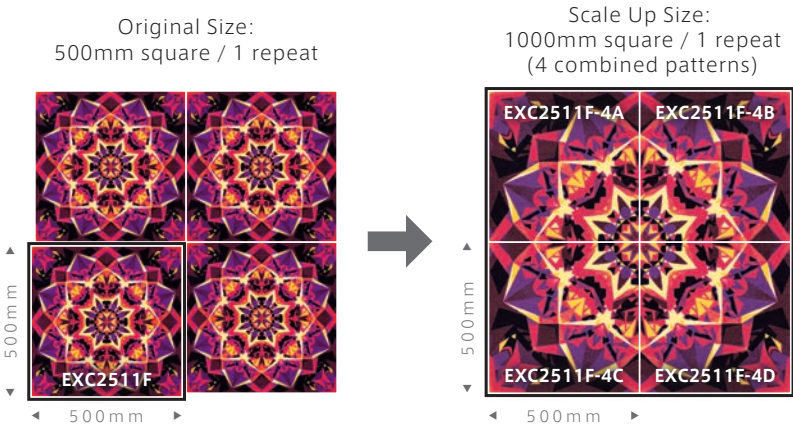 Original Size:
500mm square / 1 repeat
500mm
EXC2511F
500mm
Scale Up Size:
1000mm square / 1 repeat
(4 combined patterns)
EXC2511F-4A
EXC2511F-4B
500mm
EXC2511F-4C
EXC2511F-4D
500mm